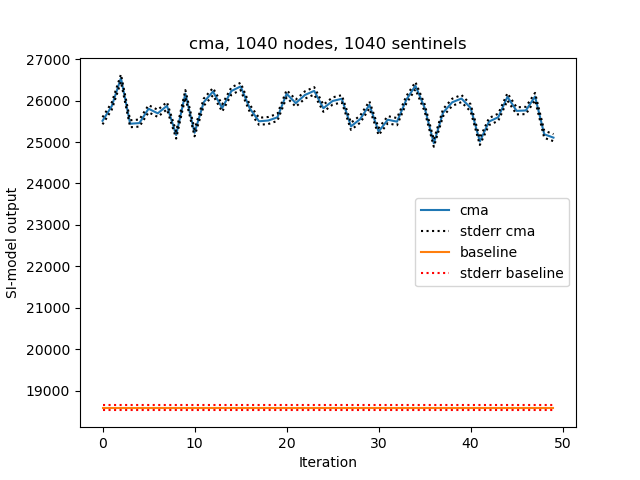 cma, 1040 nodes, 1040 sentinels
27000
26000
25000
24000
23000
22000
21000
20000
19000
SI-model output
cma
stderr cma
baseline
stderr baseline
0
10
20
30
40
50
Iteration